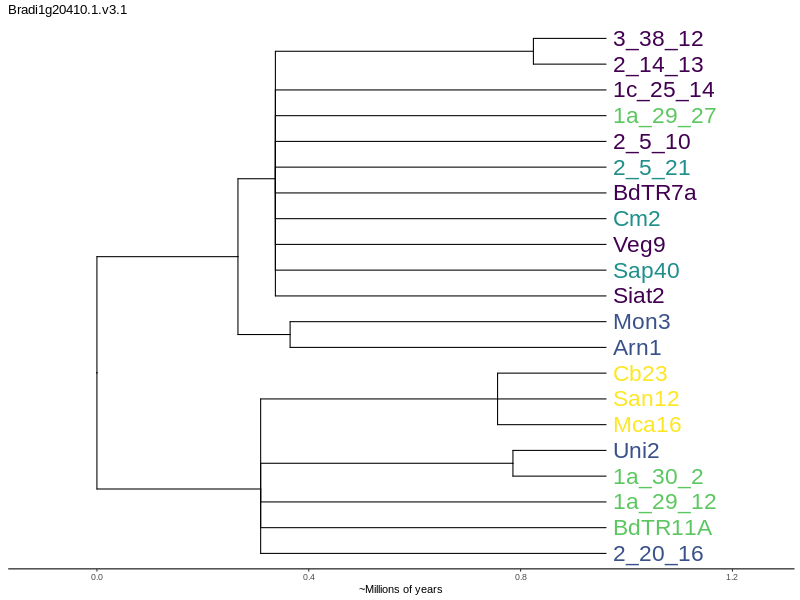 Bradi1g20410.1.v3.1
3_38_12
2_14_13
1c_25_14
1a_29_27
2_5_10
2_5_21
BdTR7a
Cm2
Veg9
Sap40
Siat2
Mon3
Arn1
Cb23
San12
Mca16
Uni2
1a_30_2
1a_29_12
BdTR11A
2_20_16
0.0 0.4 0.8 1.2
~Millions of years